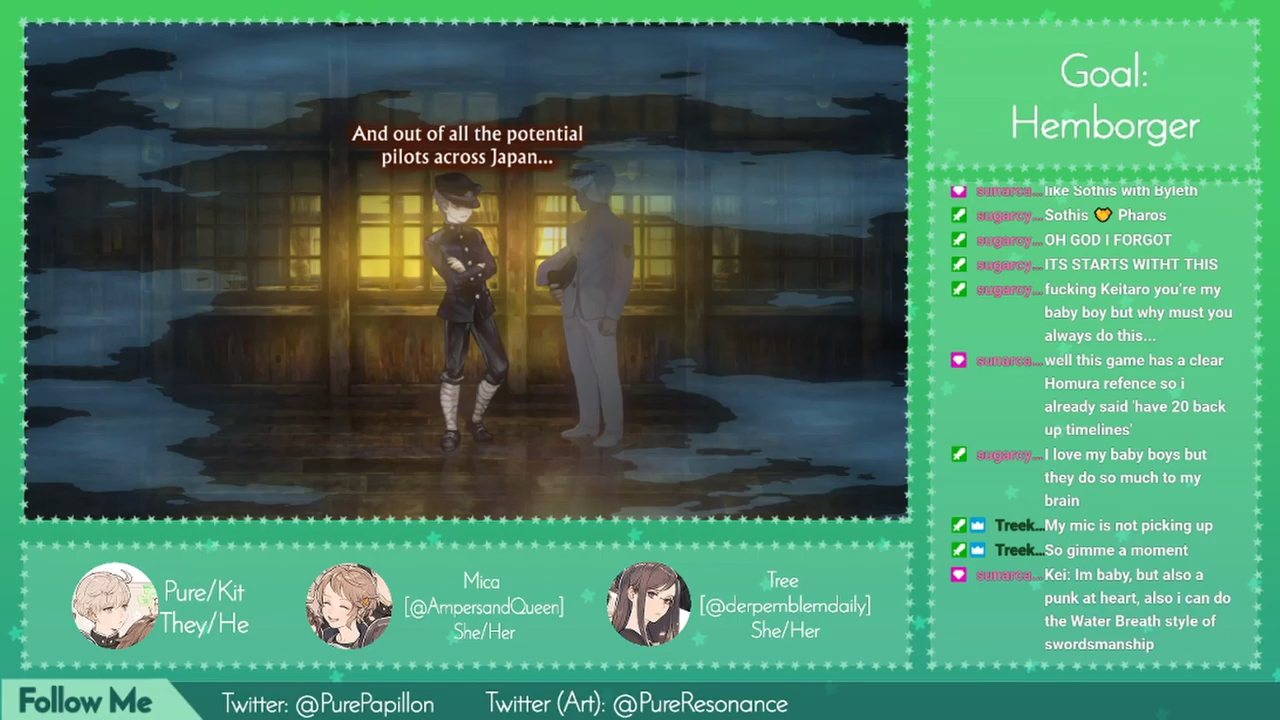 And out of all the potential
pilots across Japan...
Goal:
Hemborger
sunarca... like Sothis with Byleth
sugarcy... Sothis 🧡 Pharos
sugarcy... OH GOD I FORGOT
sugarcy... ITS STARTS WITHT THIS
sugarcy... fucking Keitaro you're my
baby boy but why must you
always do this...
sunarca... well this game has a clear
Homura refence so i
already said 'have 20 back
up timelines'
sugarcy... I love my baby boys but
they do so much to my
brain
Treek... My mic is not picking up
Treek... So gimme a moment
sunarca... Kei: Im baby, but also a
punk at heart, also i can do
the Water Breath style of
swordsmanship
Pure/Kit
They/He
Mica
[@AmpersandQueen]
She/Her
Tree
[@derpemblemdaily]
She/Her
Follow Me
Twitter: @PurePapillon
Twitter (Art): @PureResonance